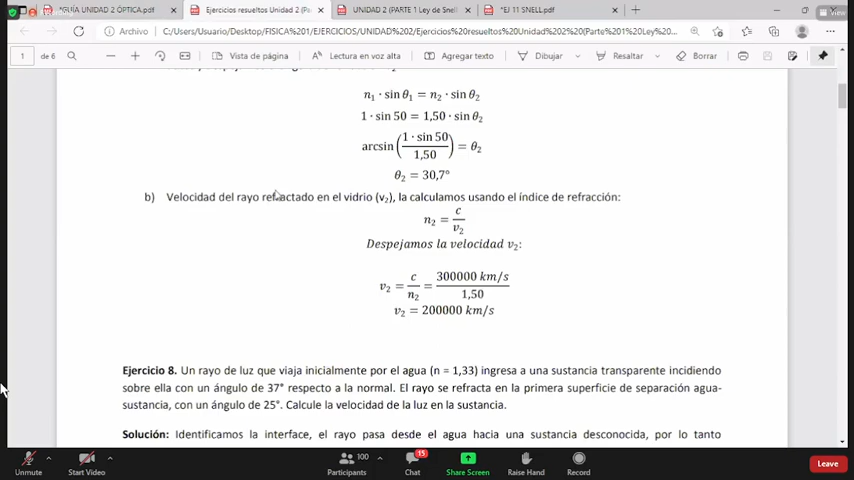 *GUÍA UNIDAD 2 ÓPTICA.pdf
Ejercicios resueltos Unidad 2 (Pa
UNIDAD 2 (PARTE 1 Ley de Snell
*EI 11 SNELL.pdf
Archivo
C:/Users/Usuario/Desktop/FISICA%201/EJERCICIOS/UNIDAD%202/Ejercicios%20resueltos%20Unidad%202%20(Parte%201%20Ley%...
1 de 6
Vista de página
Lectura en voz alta
Agregar texto
Dibujar
Resaltar
Borrar
n₁ · sin θ₁ = n₂ · sin θ₂
1 · sin 50 = 1,50 · sin θ₂
arcsin (1 · sin 50 / 1,50) = θ₂
θ₂ = 30,7°
b) Velocidad del rayo refractado en el vidrio (v₂), la calculamos usando el índice de refracción:
n₂ = c / v₂
Despejamos la velocidad v₂:
v₂ = c / n₂ = 300000 km/s / 1,50
v₂ = 200000 km/s
Ejercicio 8. Un rayo de luz que viaja inicialmente por el agua (n = 1,33) ingresa a una sustancia transparente incidiendo
sobre ella con un ángulo de 37° respecto a la normal. El rayo se refracta en la primera superficie de separación agua-
sustancia, con un ángulo de 25°. Calcule la velocidad de la luz en la sustancia.
Solución: Identificamos la interface, el rayo pasa desde el agua hacia una sustancia desconocida, por lo tanto
Unmute
Start Video
Participants
100
Chat
15
Share Screen
Raise Hand
Record
Leave